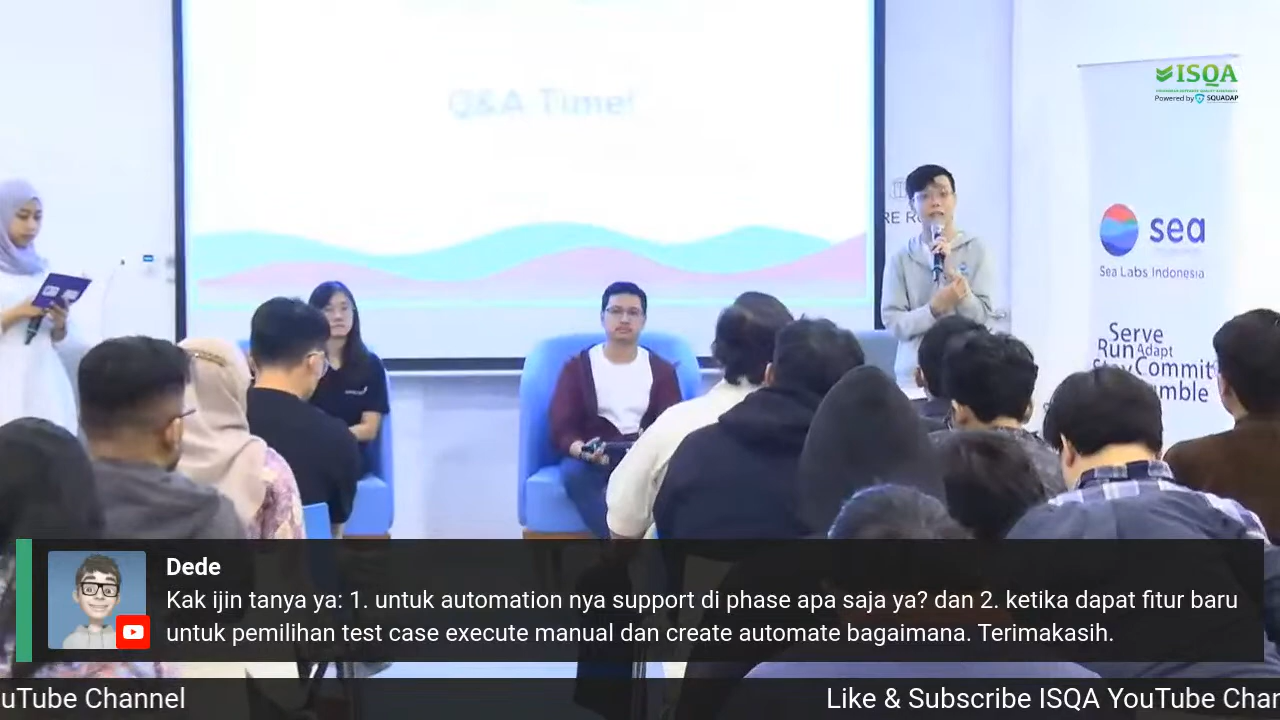 Q&A Time!
ISQA
Powered by SQUADAP
RE R
sea
Sea Labs Indonesia
Serve
Run Adapt
Commit
mble
Dede
Kak ijin tanya ya: 1. untuk automation nya support di phase apa saja ya? dan 2. ketika dapat fitur baru
untuk pemilihan test case execute manual dan create automate bagaimana. Terimakasih.
uTube Channel
Like & Subscribe ISQA YouTube Chan